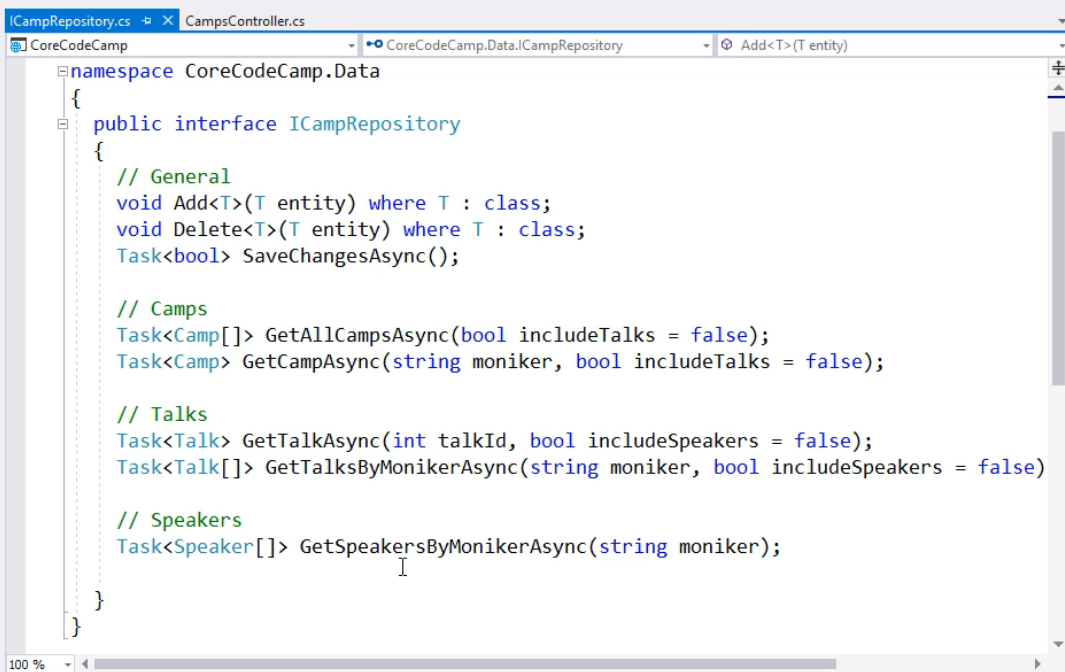 ICampRepository.cs CampsController.cs
CoreCodeCamp CoreCodeCamp.Data.ICampRepository Add<T>(T entity)
namespace CoreCodeCamp.Data
{
public interface ICampRepository
{
// General
void Add<T>(T entity) where T : class;
void Delete<T>(T entity) where T : class;
Task<bool> SaveChangesAsync();
// Camps
Task<Camp[]> GetAllCampsAsync(bool includeTalks = false);
Task<Camp> GetCampAsync(string moniker, bool includeTalks = false);
// Talks
Task<Talk> GetTalkAsync(int talkId, bool includeSpeakers = false);
Task<Talk[]> GetTalksByMonikerAsync(string moniker, bool includeSpeakers = false)
// Speakers
Task<Speaker[]> GetSpeakersByMonikerAsync(string moniker);
}
}
100 %